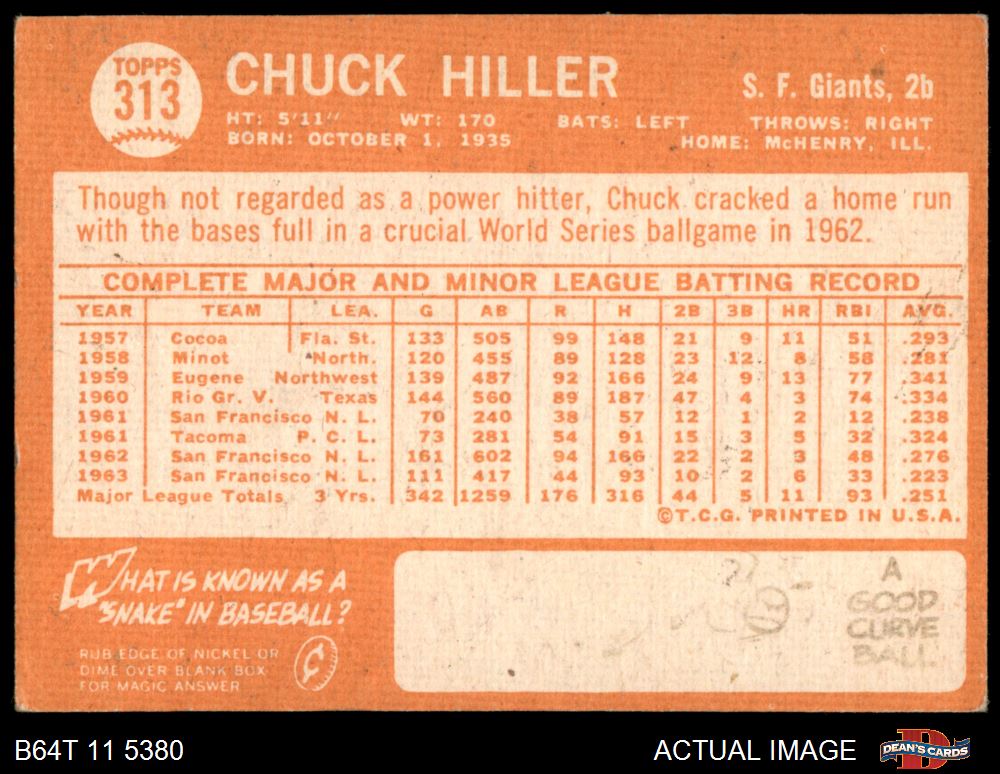 TOPPS
313
CHUCK HILLER
S. F. Giants, 2b
HT: 5'11" WT: 170 BATS: LEFT THROWS: RIGHT
BORN: OCTOBER 1, 1935 HOME: McHENRY, ILL.
Though not regarded as a power hitter, Chuck cracked a home run
with the bases full in a crucial World Series ballgame in 1962.
COMPLETE MAJOR AND MINOR LEAGUE BATTING RECORD
YEAR TEAM LEA. G AB R H 2B 3B HR RBI AVG.
1957 Cocoa Fla. St. 133 505 99 148 21 9 11 51 .293
1958 Minot North. 120 455 89 128 23 12 8 58 .281
1959 Eugene Northwest 139 487 92 166 24 9 13 77 .341
1960 Rio Gr. V. Texas 144 560 89 187 47 4 3 74 .334
1961 San Francisco N. L. 70 240 38 57 12 1 2 12 .238
1961 Tacoma P. C. L. 73 281 54 91 15 3 5 32 .324
1962 San Francisco N. L. 161 602 94 166 22 2 3 48 .276
1963 San Francisco N. L. 111 417 44 93 10 2 6 33 .223
Major League Totals 3 Yrs. 342 1259 176 316 44 5 11 93 .251
©T.C.G. PRINTED IN U.S.A.
WHAT IS KNOWN AS A
"SNAKE" IN BASEBALL?
RUB EDGE OF NICKEL OR
DIME OVER BLANK BOX
FOR MAGIC ANSWER
?
A
GOOD
CURVE
BALL
B64T 11 5380
ACTUAL IMAGE
DEAN'S CARDS